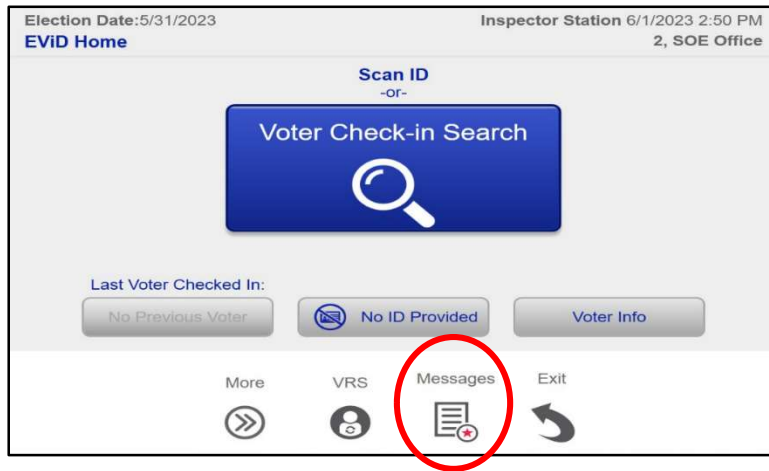 Election Date:5/31/2023
Inspector Station 6/1/2023 2:50 PM
EViD Home
2, SOE Office
Scan ID
-or-
Voter Check-in Search
Last Voter Checked In:
No Previous Voter
No ID Provided
Voter Info
More
VRS
Messages
Exit